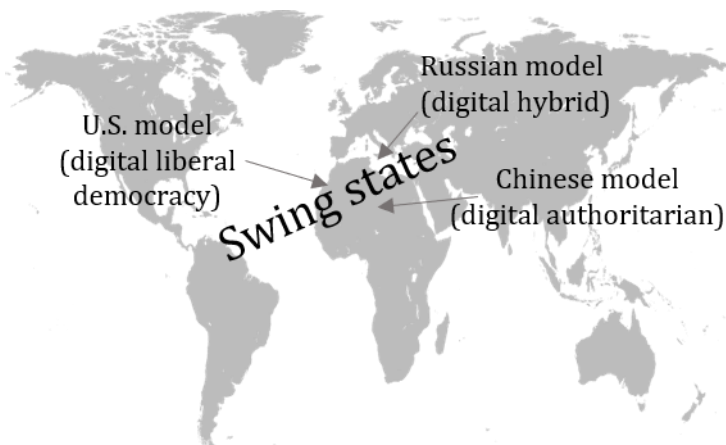 Russian model
(digital hybrid)
U.S. model
(digital liberal
democracy)
Swing states
Chinese model
(digital authoritarian)